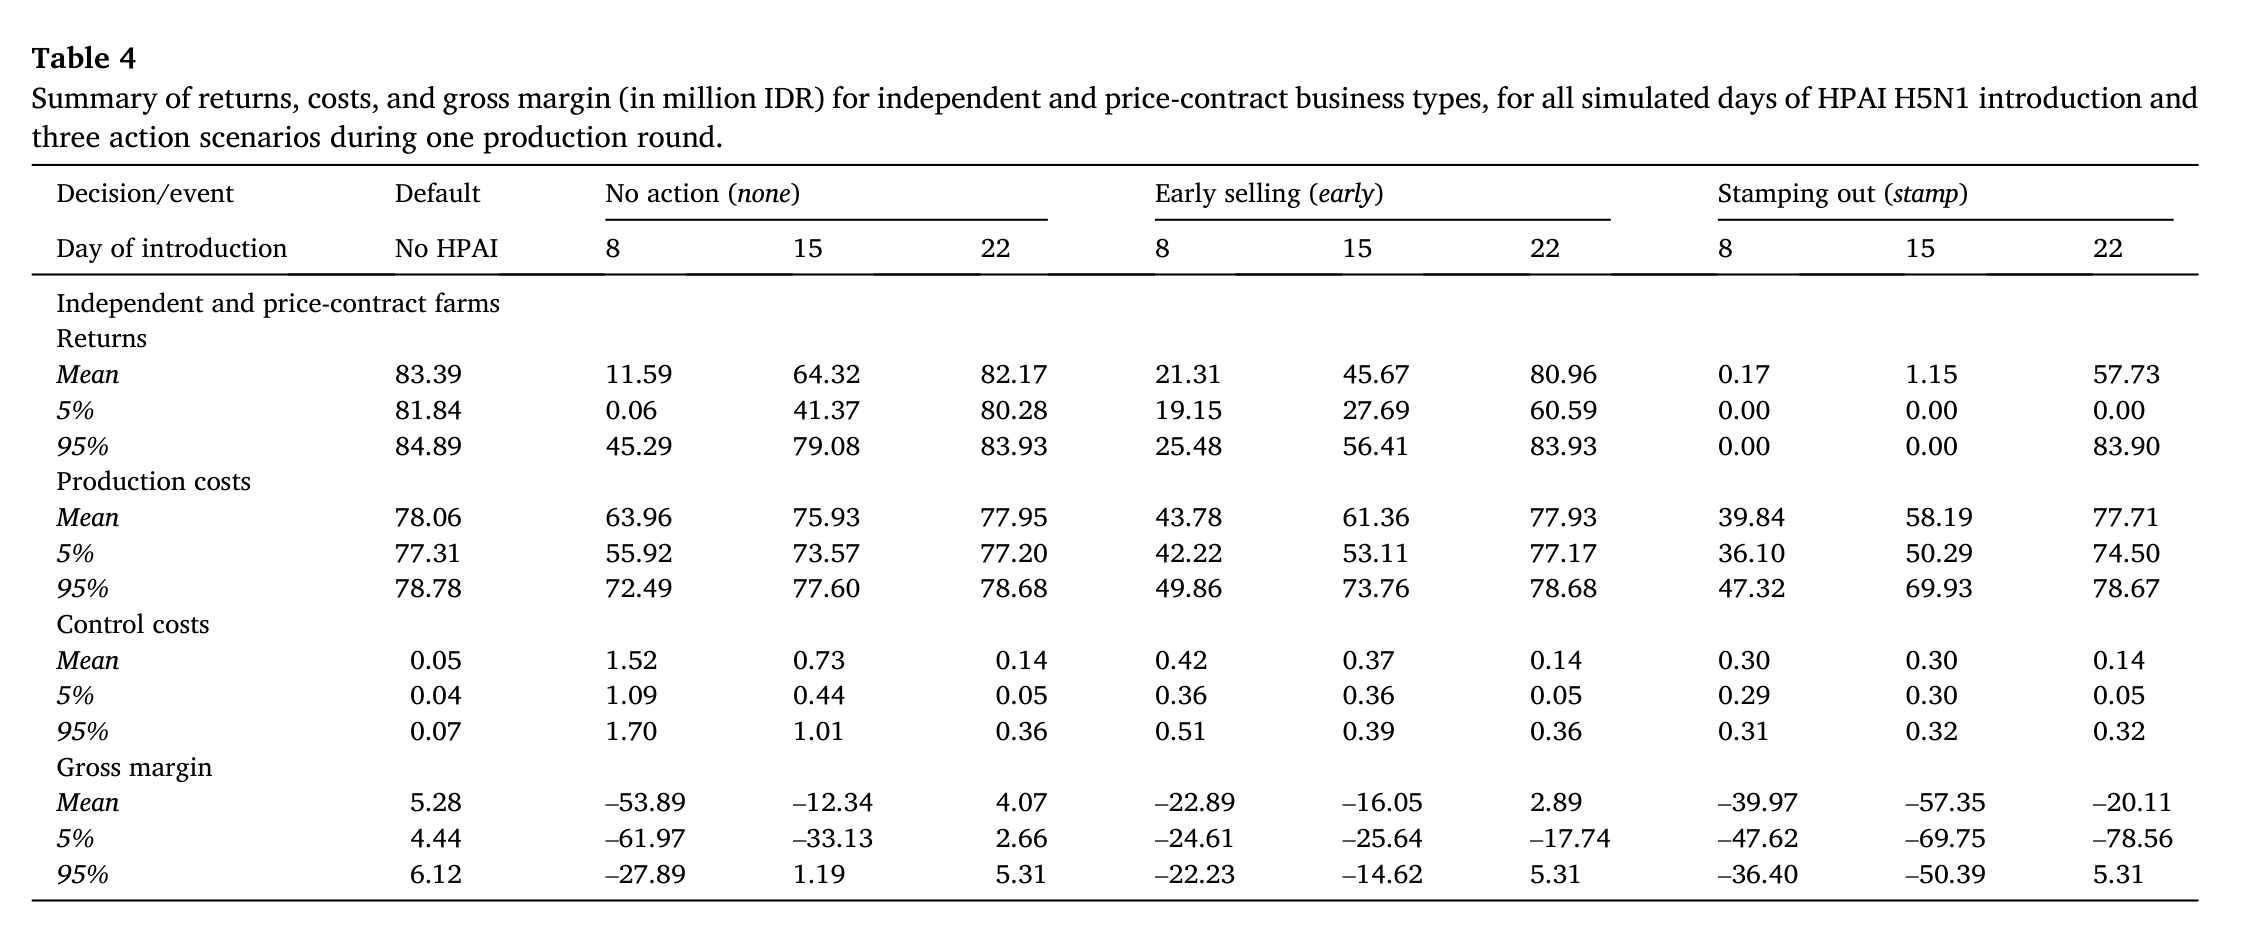 Table 4
Summary of returns, costs, and gross margin (in million IDR) for independent and price-contract business types, for all simulated days of HPAI H5N1 introduction and
three action scenarios during one production round.
Decision/event Default No action (none) Early selling (early) Stamping out (stamp)
Day of introduction No HPAI 8 15 22 8 15 22 8 15 22
Independent and price-contract farms
Returns
Mean 83.39 11.59 64.32 82.17 21.31 45.67 80.96 0.17 1.15 57.73
5% 81.84 0.06 41.37 80.28 19.15 27.69 60.59 0.00 0.00 0.00
95% 84.89 45.29 79.08 83.93 25.48 56.41 83.93 0.00 0.00 83.90
Production costs
Mean 78.06 63.96 75.93 77.95 43.78 61.36 77.93 39.84 58.19 77.71
5% 77.31 55.92 73.57 77.20 42.22 53.11 77.17 36.10 50.29 74.50
95% 78.78 72.49 77.60 78.68 49.86 73.76 78.68 47.32 69.93 78.67
Control costs
Mean 0.05 1.52 0.73 0.14 0.42 0.37 0.14 0.30 0.30 0.14
5% 0.04 1.09 0.44 0.05 0.36 0.36 0.05 0.29 0.30 0.05
95% 0.07 1.70 1.01 0.36 0.51 0.39 0.36 0.31 0.32 0.32
Gross margin
Mean 5.28 –53.89 –12.34 4.07 –22.89 –16.05 2.89 –39.97 –57.35 –20.11
5% 4.44 –61.97 –33.13 2.66 –24.61 –25.64 –17.74 –47.62 –69.75 –78.56
95% 6.12 –27.89 1.19 5.31 –22.23 –14.62 5.31 –36.40 –50.39 5.31